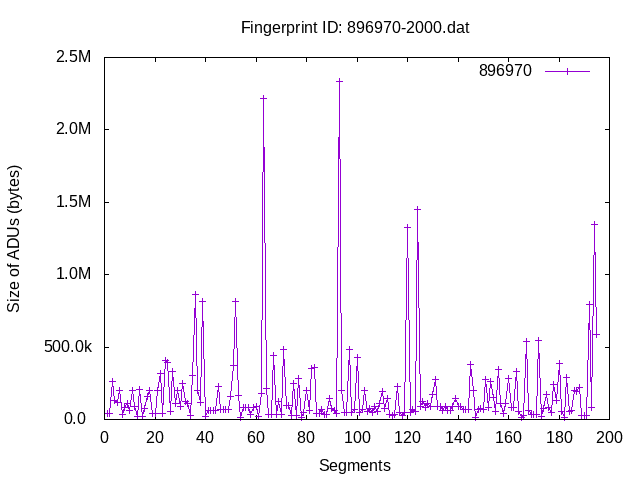 Fingerprint ID: 896970-2000.dat
896970
Size of ADUs (bytes)
2.5M
2.0M
1.5M
1.0M
500.0k
0.0
0 20 40 60 80 100 120 140 160 180 200
Segments